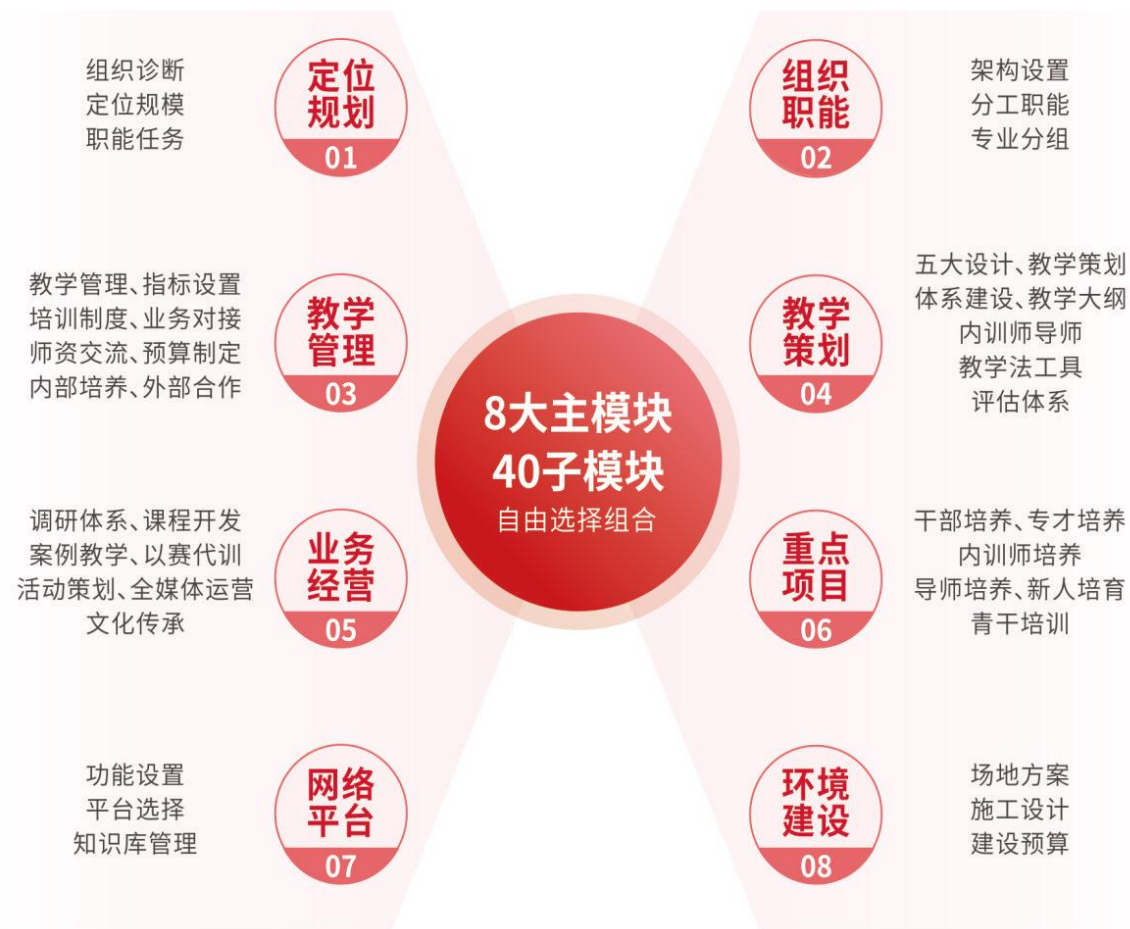 组织诊断
定位规模
职能任务
定位
规划
01
组织
职能
02
架构设置
分工职能
专业分组
教学管理、指标设置
培训制度、业务对接
师资交流、预算制定
内部培养、外部合作
教学
管理
03
教学
策划
04
五大设计、教学策划
体系建设、教学大纲
内训师导师
教学法工具
评估体系
8大主模块
40子模块
自由选择组合
调研体系、课程开发
案例教学、以赛代训
活动策划、全媒体运营
文化传承
业务
经营
05
重点
项目
06
干部培养、专才培养
内训师培养
导师培养、新人培育
青干培训
功能设置
平台选择
知识库管理
网络
平台
07
环境
建设
08
场地方案
施工设计
建设预算